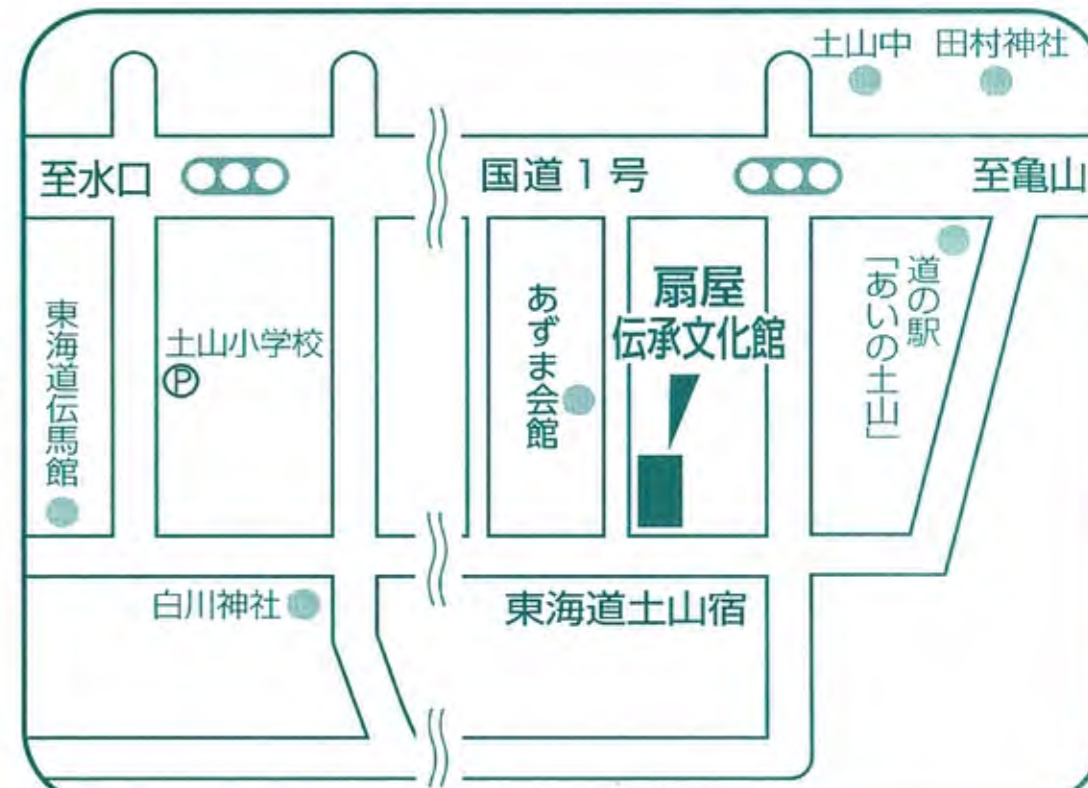 土山中
田村神社
至水口
国道1号
至亀山
東海道伝馬館
土山小学校
P
あずま会館
扇屋
伝承文化館
道の駅
「あいの土山」
白川神社
東海道土山宿